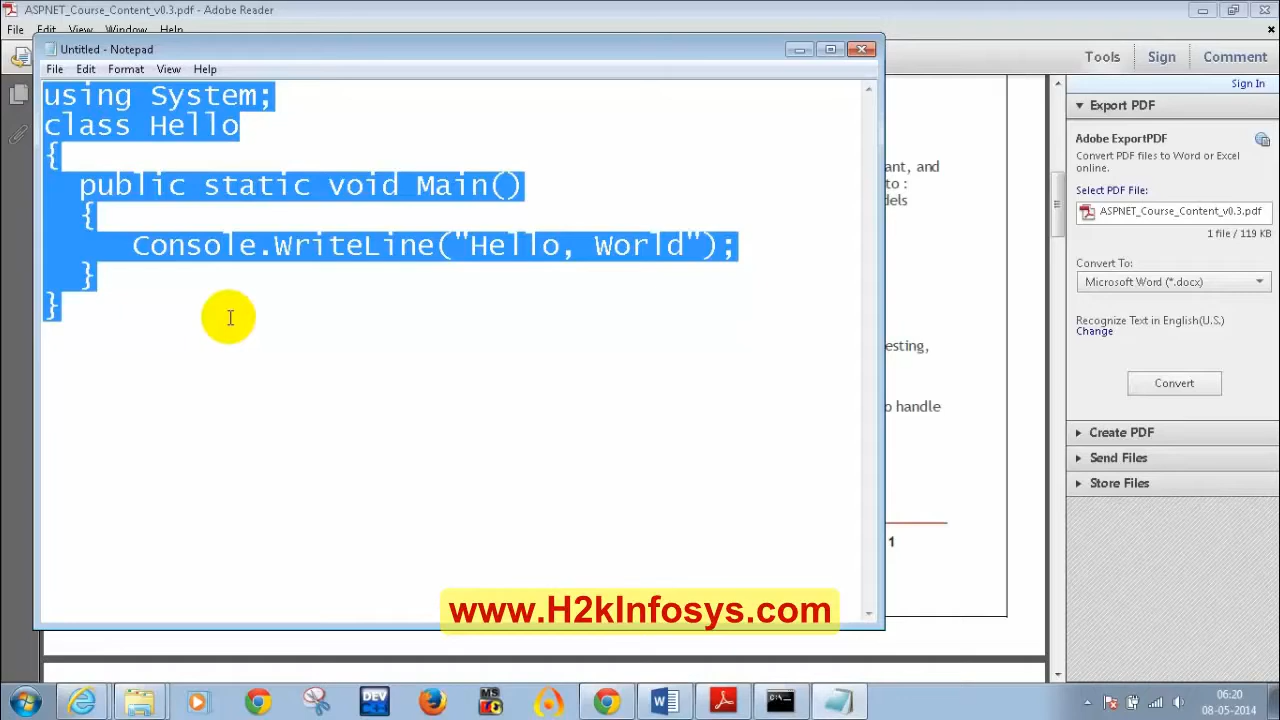 ASPNET_Course_Content_v0.3.pdf - Adobe Reader
File Edit View Window Help
Untitled - Notepad
File Edit Format View Help
using System;
class Hello
{
public static void Main()
{
Console.WriteLine("Hello, World");
}
}
ant, and
to :
dels
esting,
o handle
1
Tools Sign Comment
Sign In
Export PDF
Adobe ExportPDF
Convert PDF files to Word or Excel
online.
Select PDF File:
ASPNET_Course_Content_v0.3.pdf
1 file / 119 KB
Convert To:
Microsoft Word (*.docx)
Recognize Text in English(U.S.)
Change
Convert
Create PDF
Send Files
Store Files
www.H2kInfosys.com
DEV
MS
C:\
06:20
08-05-2014